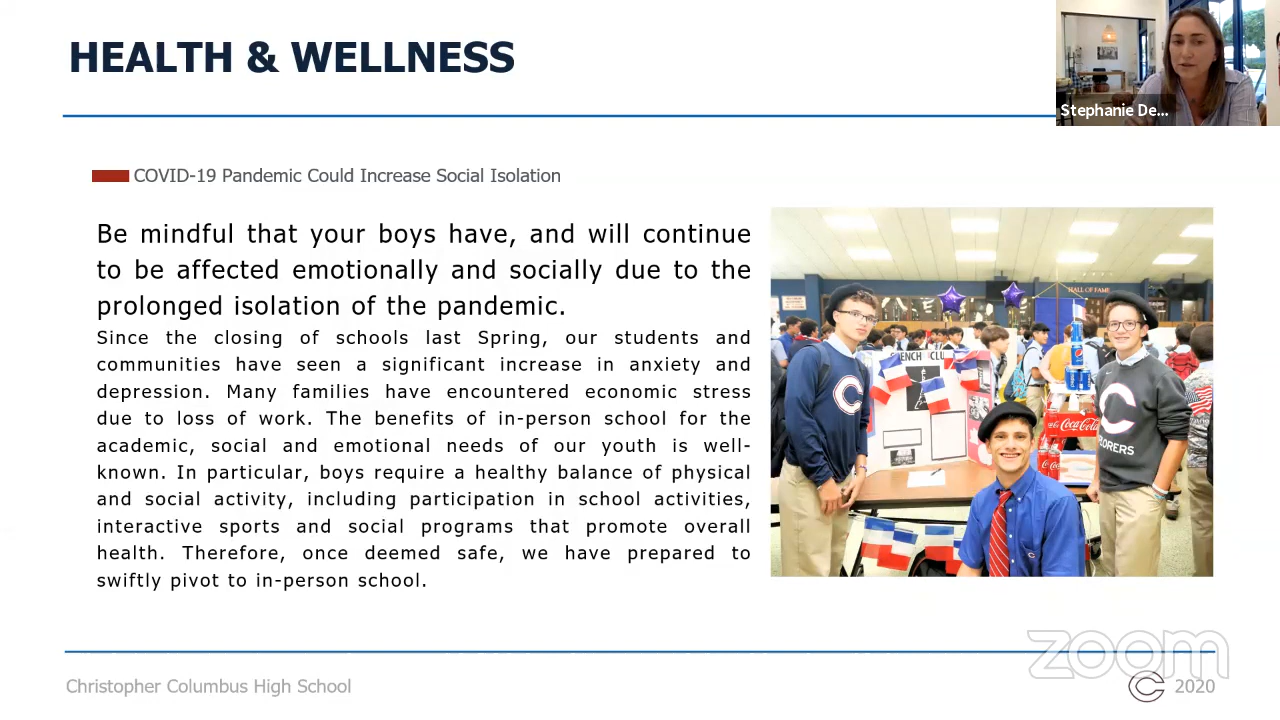 HEALTH & WELLNESS
Stephanie De...
COVID-19 Pandemic Could Increase Social Isolation
Be mindful that your boys have, and will continue
to be affected emotionally and socially due to the
prolonged isolation of the pandemic.
Since the closing of schools last Spring, our students and
communities have seen a significant increase in anxiety and
depression. Many families have encountered economic stress
due to loss of work. The benefits of in-person school for the
academic, social and emotional needs of our youth is well-
known. In particular, boys require a healthy balance of physical
and social activity, including participation in school activities,
interactive sports and social programs that promote overall
health. Therefore, once deemed safe, we have prepared to
swiftly pivot to in-person school.
HALL OF FAME
pepsi
Coca-Cola
C
C
zoom
Christopher Columbus High School
C 2020